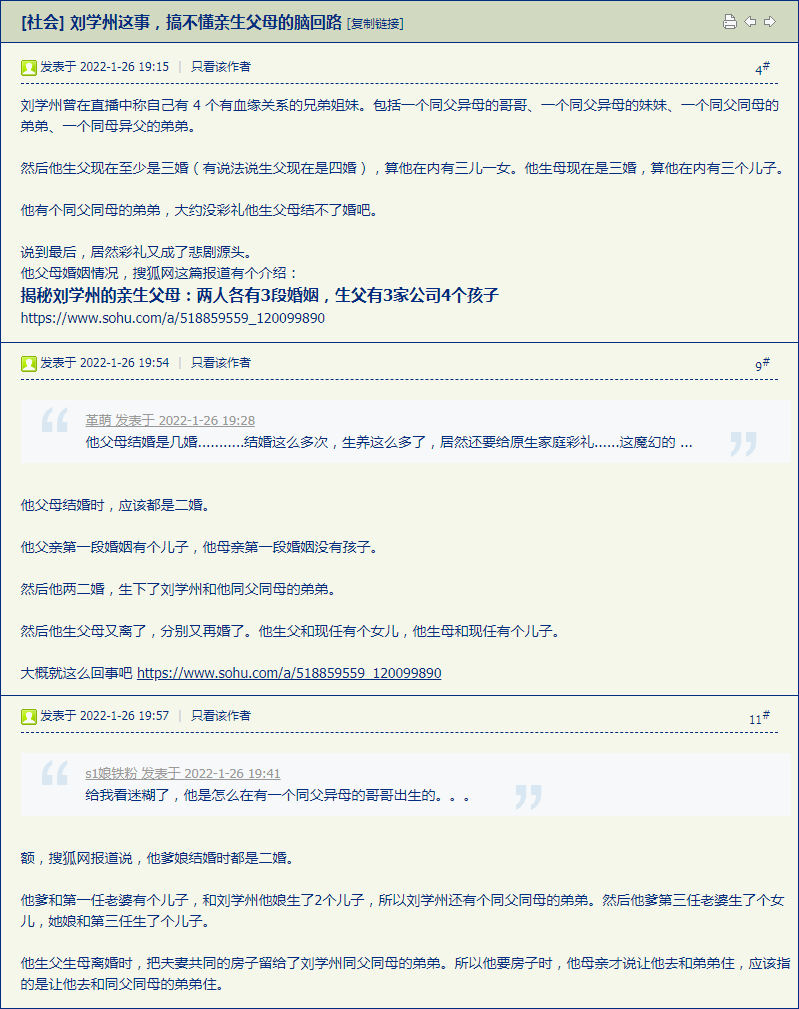 [社会] 刘学州这事，搞不懂亲生父母的脑回路 [复制链接]
发表于 2022-1-26 19:15 | 只看该作者
4#
刘学州曾在直播中称自己有 4 个有血缘关系的兄弟姐妹。包括一个同父异母的哥哥、一个同父异母的妹妹、一个同父同母的
弟弟、一个同母异父的弟弟。
然后他生父现在至少是三婚（有说法说生父现在是四婚），算他在内有三儿一女。他生母现在是三婚，算他在内有三个儿子。
他有个同父同母的弟弟，大约没彩礼他生父母结不了婚吧。
说到最后，居然彩礼又成了悲剧源头。
他父母婚姻情况，搜狐网这篇报道有个介绍：
揭秘刘学州的亲生父母：两人各有3段婚姻，生父有3家公司4个孩子
https://www.sohu.com/a/518859559_120099890
发表于 2022-1-26 19:54 | 只看该作者
9#
革萌 发表于 2022-1-26 19:28
他父母结婚是几婚...........结婚这么多次，生养这么多了，居然还要给原生家庭彩礼......这魔幻的 ...
他父母结婚时，应该都是二婚。
他父亲第一段婚姻有个儿子，他母亲第一段婚姻没有孩子。
然后他两二婚，生下了刘学州和他同父同母的弟弟。
然后他生父母又离了，分别又再婚了。他生父和现任有个女儿，他生母和现任有个儿子。
大概就这么回事吧 https://www.sohu.com/a/518859559_120099890
发表于 2022-1-26 19:57 | 只看该作者
11#
s1娘铁粉 发表于 2022-1-26 19:41
给我看迷糊了，他是怎么在有一个同父异母的哥哥出生的。。。
额，搜狐网报道说，他爹娘结婚时都是二婚。
他爹和第一任老婆有个儿子，和刘学州他娘生了2个儿子，所以刘学州还有个同父同母的弟弟。然后他爹第三任老婆生了个女
儿，她娘和第三任生了个儿子。
他生父生母离婚时，把夫妻共同的房子留给了刘学州同父同母的弟弟。所以他要房子时，他母亲才说让他去和弟弟住，应该指
的是让他去和同父同母的弟弟住。